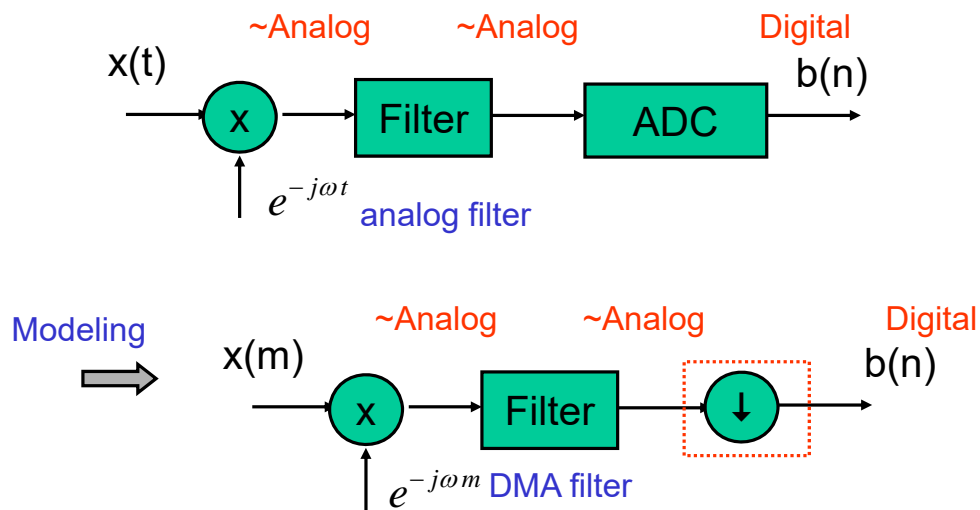 ~Analog ~Analog Digital
x(t) b(n)
x Filter ADC
e^{-jωt} analog filter
Modeling ~Analog ~Analog Digital
x(m) b(n)
x Filter ↓
e^{-jωm} DMA filter